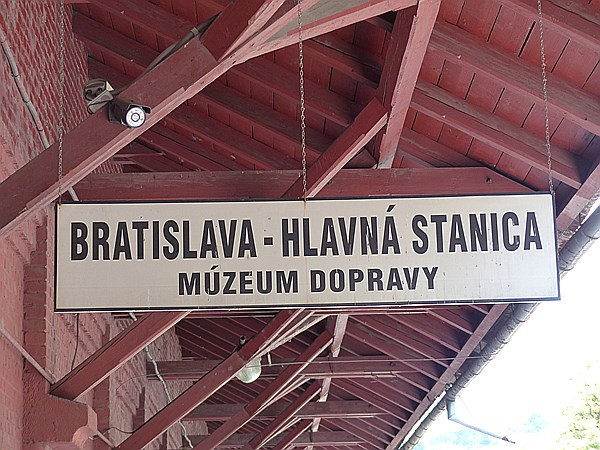 BRATISLAVA - HLAVNÁ STANICA
MÚZEUM DOPRAVY